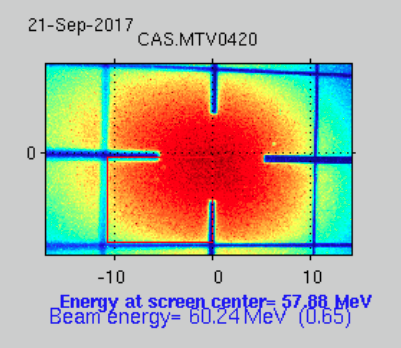 21-Sep-2017
CAS.MTV0420
0
-10 0 10
Energy at screen center= 57.88 MeV
Beam energy= 60.24 MeV (0.65)